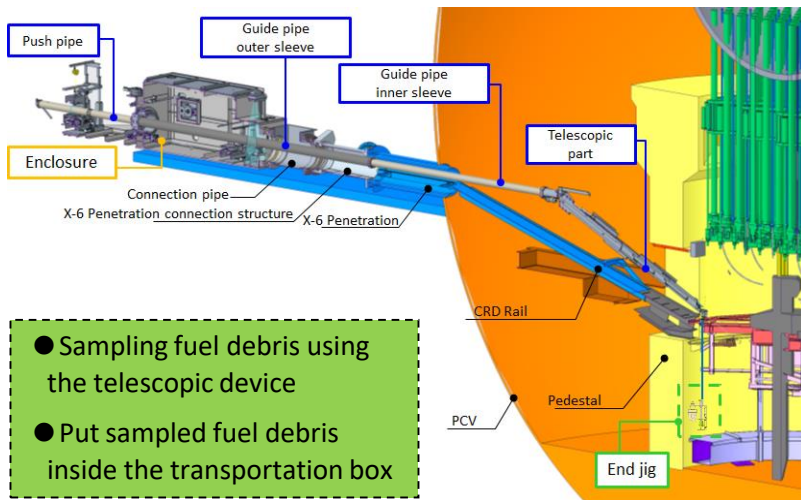 Push pipe
Guide pipe
outer sleeve
Guide pipe
inner sleeve
Telescopic
part
Enclosure
Connection pipe
X-6 Penetration connection structure
X-6 Penetration
CRD Rail
● Sampling fuel debris using
the telescopic device
● Put sampled fuel debris
inside the transportation box
Pedestal
PCV
End jig